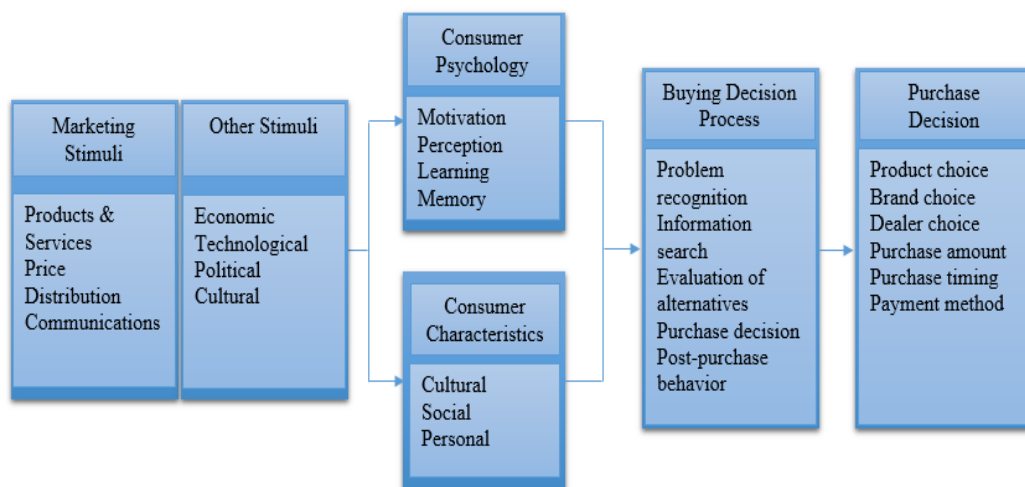 Marketing
Stimuli
Products &
Services
Price
Distribution
Communications
Other Stimuli
Economic
Technological
Political
Cultural
Consumer
Psychology
Motivation
Perception
Learning
Memory
Consumer
Characteristics
Cultural
Social
Personal
Buying Decision
Process
Problem
recognition
Information
search
Evaluation of
alternatives
Purchase decision
Post-purchase
behavior
Purchase
Decision
Product choice
Brand choice
Dealer choice
Purchase amount
Purchase timing
Payment method